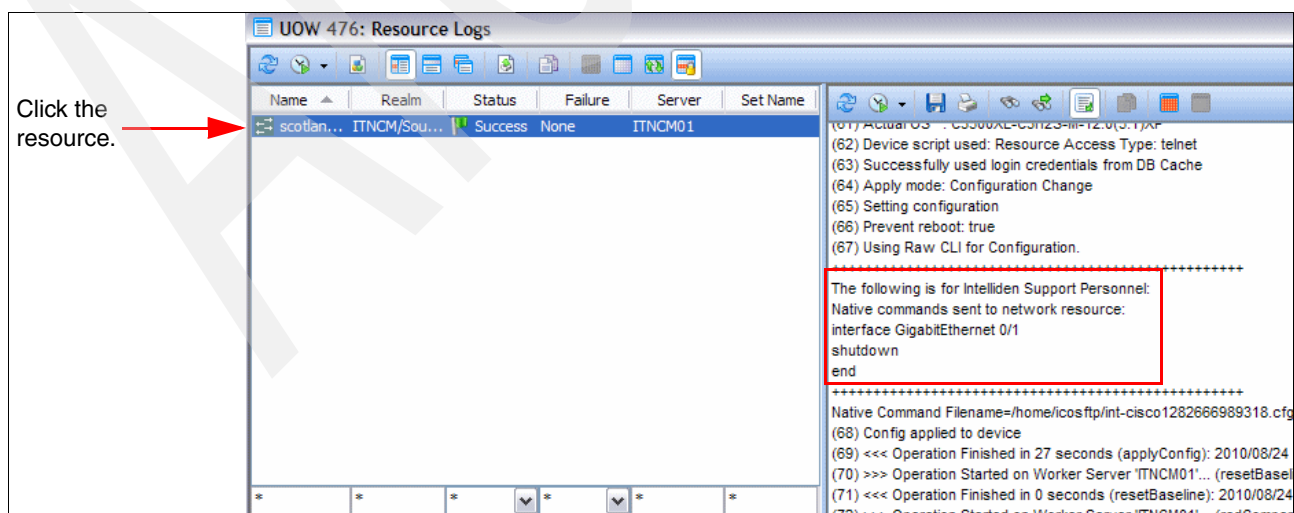 UOW 476: Resource Logs
Click the
resource.
Name Realm Status Failure Server Set Name
scotlan... ITNCM/Sou... Success None ITNCM01
* * * * * *
(62) Device script used: Resource Access Type: telnet
(63) Successfully used login credentials from DB Cache
(64) Apply mode: Configuration Change
(65) Setting configuration
(66) Prevent reboot: true
(67) Using Raw CLI for Configuration.
++++++++++++++++++++++++++++++++++++++++++++++++++
The following is for Intelliden Support Personnel:
Native commands sent to network resource:
interface GigabitEthernet 0/1
shutdown
end
++++++++++++++++++++++++++++++++++++++++++++++++++
Native Command Filename=/home/icosftp/int-cisco1282666989318.cfg
(68) Config applied to device
(69) <<< Operation Finished in 27 seconds (applyConfig): 2010/08/24
(70) >>> Operation Started on Worker Server 'ITNCM01'... (resetBasel
(71) <<< Operation Finished in 0 seconds (resetBaseline): 2010/08/24